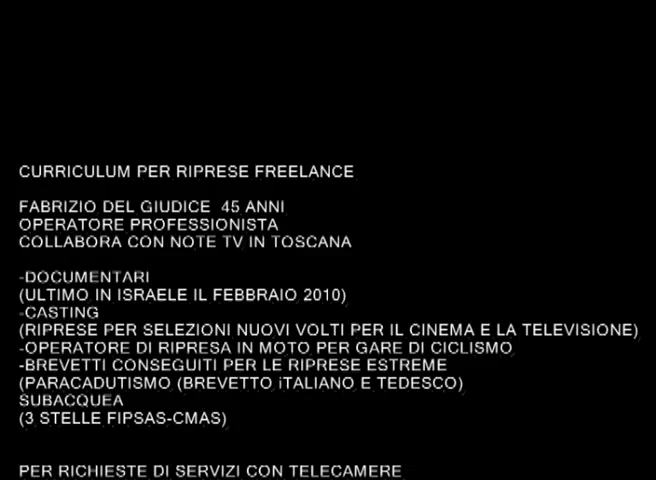 CURRICULUM PER RIPRESE FREELANCE
FABRIZIO DEL GIUDICE 45 ANNI
OPERATORE PROFESSIONISTA
COLLABORA CON NOTE TV IN TOSCANA
-DOCUMENTARI
(ULTIMO IN ISRAELE IL FEBBRAIO 2010)
-CASTING
(RIPRESE PER SELEZIONI NUOVI VOLTI PER IL CINEMA E LA TELEVISIONE)
-OPERATORE DI RIPRESA IN MOTO PER GARE DI CICLISMO
-BREVETTI CONSEGUITI PER LE RIPRESE ESTREME
(PARACADUTISMO (BREVETTO iTALIANO E TEDESCO)
SUBACQUEA
(3 STELLE FIPSAS-CMAS)
PER RICHIESTE DI SERVIZI CON TELECAMERE